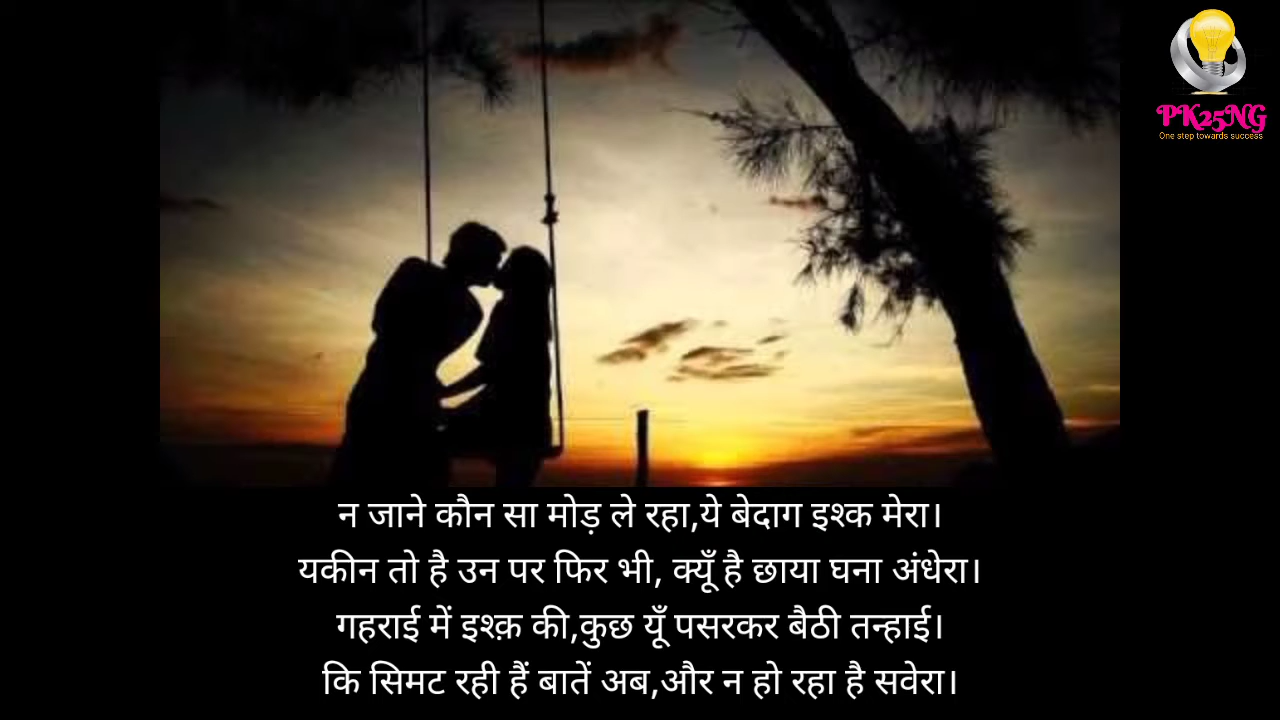 PK25NG
One step towards success
न जाने कौन सा मोड़ ले रहा,ये बेदाग इश्क मेरा।
यकीन तो है उन पर फिर भी, क्यूँ है छाया घना अंधेरा।
गहराई में इश्क़ की,कुछ यूँ पसरकर बैठी तन्हाई।
कि सिमट रही हैं बातें अब,और न हो रहा है सवेरा।